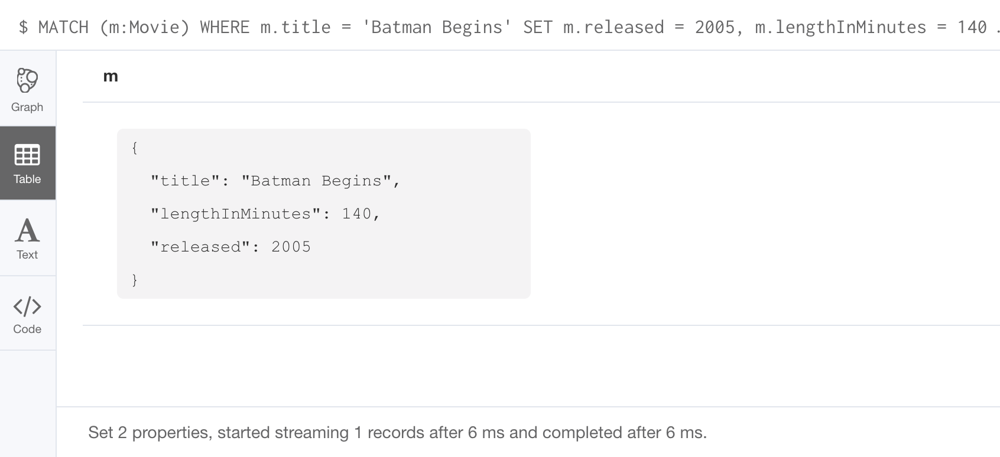 $ MATCH (m:Movie) WHERE m.title = 'Batman Begins' SET m.released = 2005, m.lengthInMinutes = 140 .
m
Graph
Table
A
Text
</>
Code
{
"title": "Batman Begins",
"lengthInMinutes": 140,
"released": 2005
}
Set 2 properties, started streaming 1 records after 6 ms and completed after 6 ms.